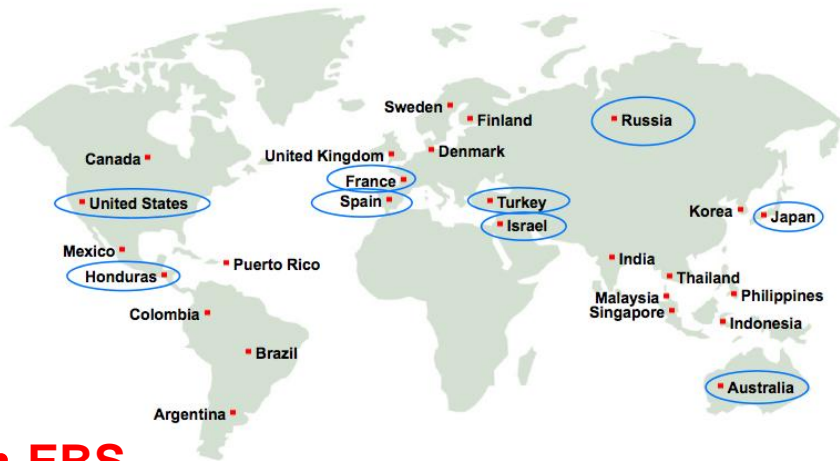 Sweden
Finland
Russia
Canada
United Kingdom
Denmark
France
United States
Spain
Turkey
Korea
Japan
Israel
Mexico
India
Puerto Rico
Honduras
Thailand
Malaysia
Philippines
Singapore
Colombia
Indonesia
Brazil
Australia
Argentina